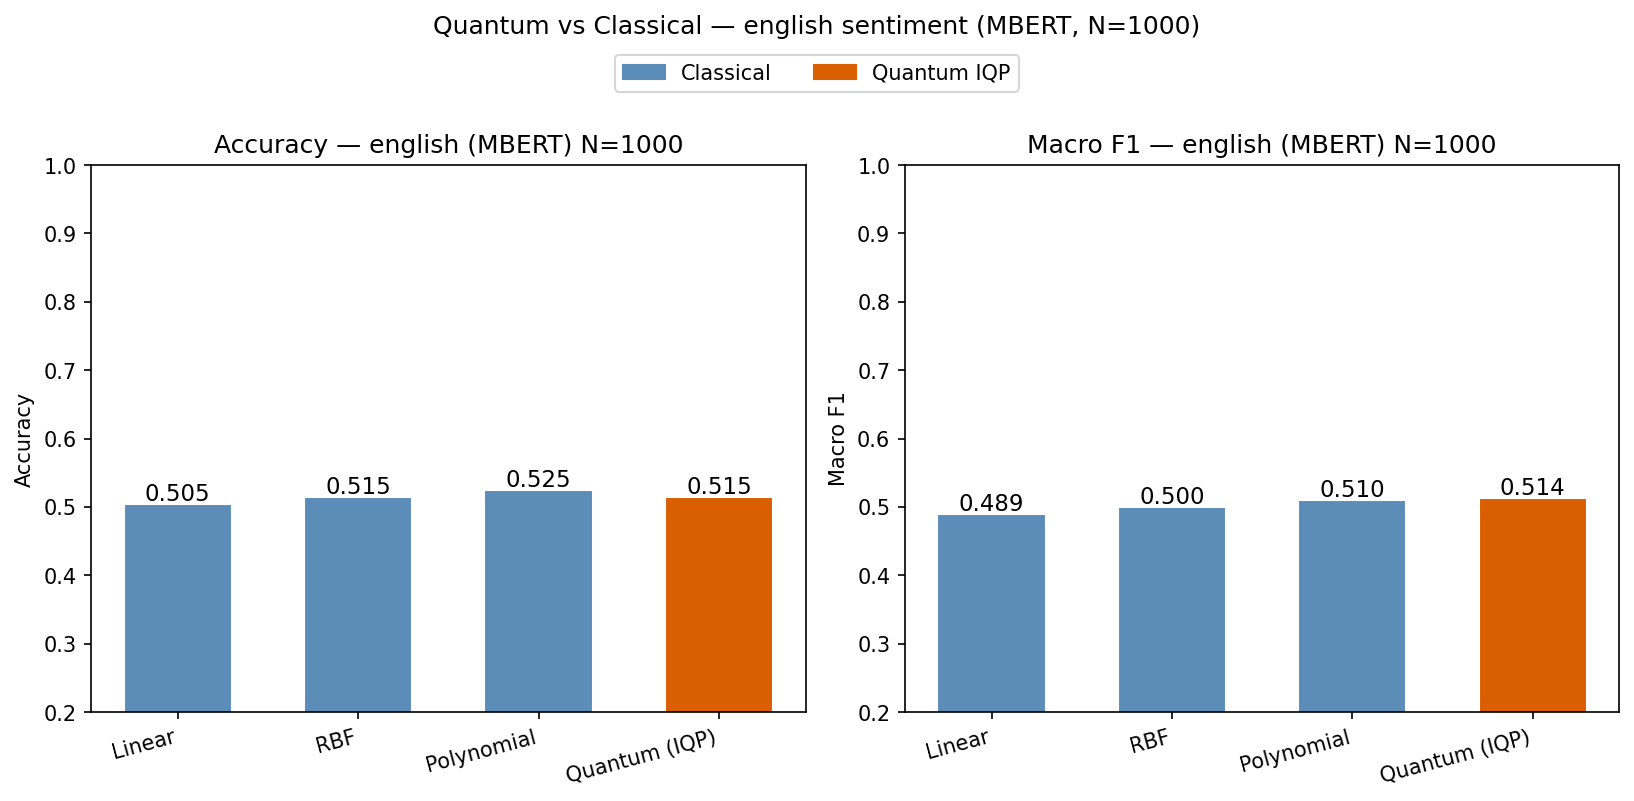 Quantum vs Classical — english sentiment (MBERT, N=1000)
Classical
Quantum IQP
Accuracy — english (MBERT) N=1000
1.0
0.9
0.8
0.7
0.6
0.5
0.4
0.3
0.2
Accuracy
0.505
0.515
0.525
0.515
Linear
RBF
Polynomial
Quantum (IQP)
Macro F1 — english (MBERT) N=1000
1.0
0.9
0.8
0.7
0.6
0.5
0.4
0.3
0.2
Macro F1
0.489
0.500
0.510
0.514
Linear
RBF
Polynomial
Quantum (IQP)